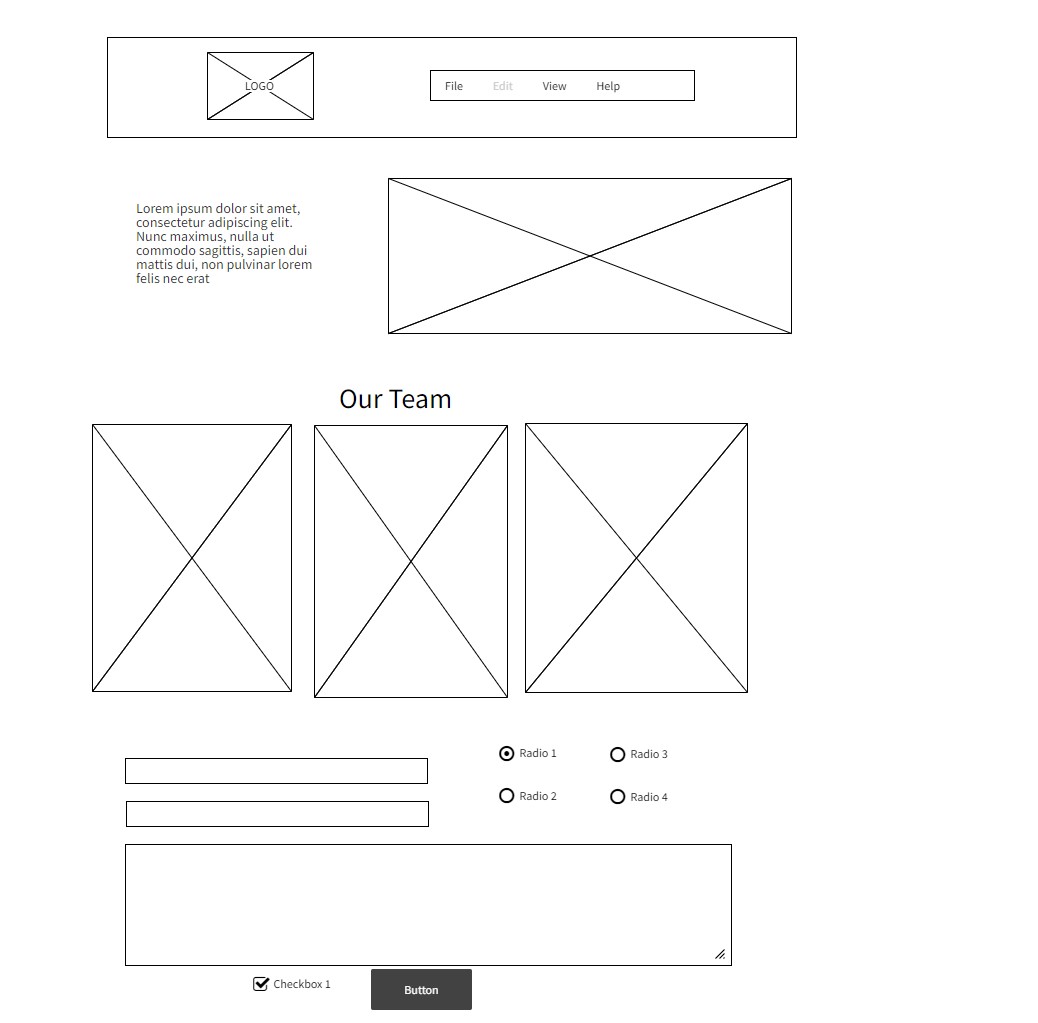 LOGO
File Edit View Help
Lorem ipsum dolor sit amet,
consectetur adipiscing elit.
Nunc maximus, nulla ut
commodo sagittis, sapien dui
mattis dui, non pulvinar lorem
felis nec erat
Our Team
Radio 1 Radio 3
Radio 2 Radio 4
Checkbox 1
Button